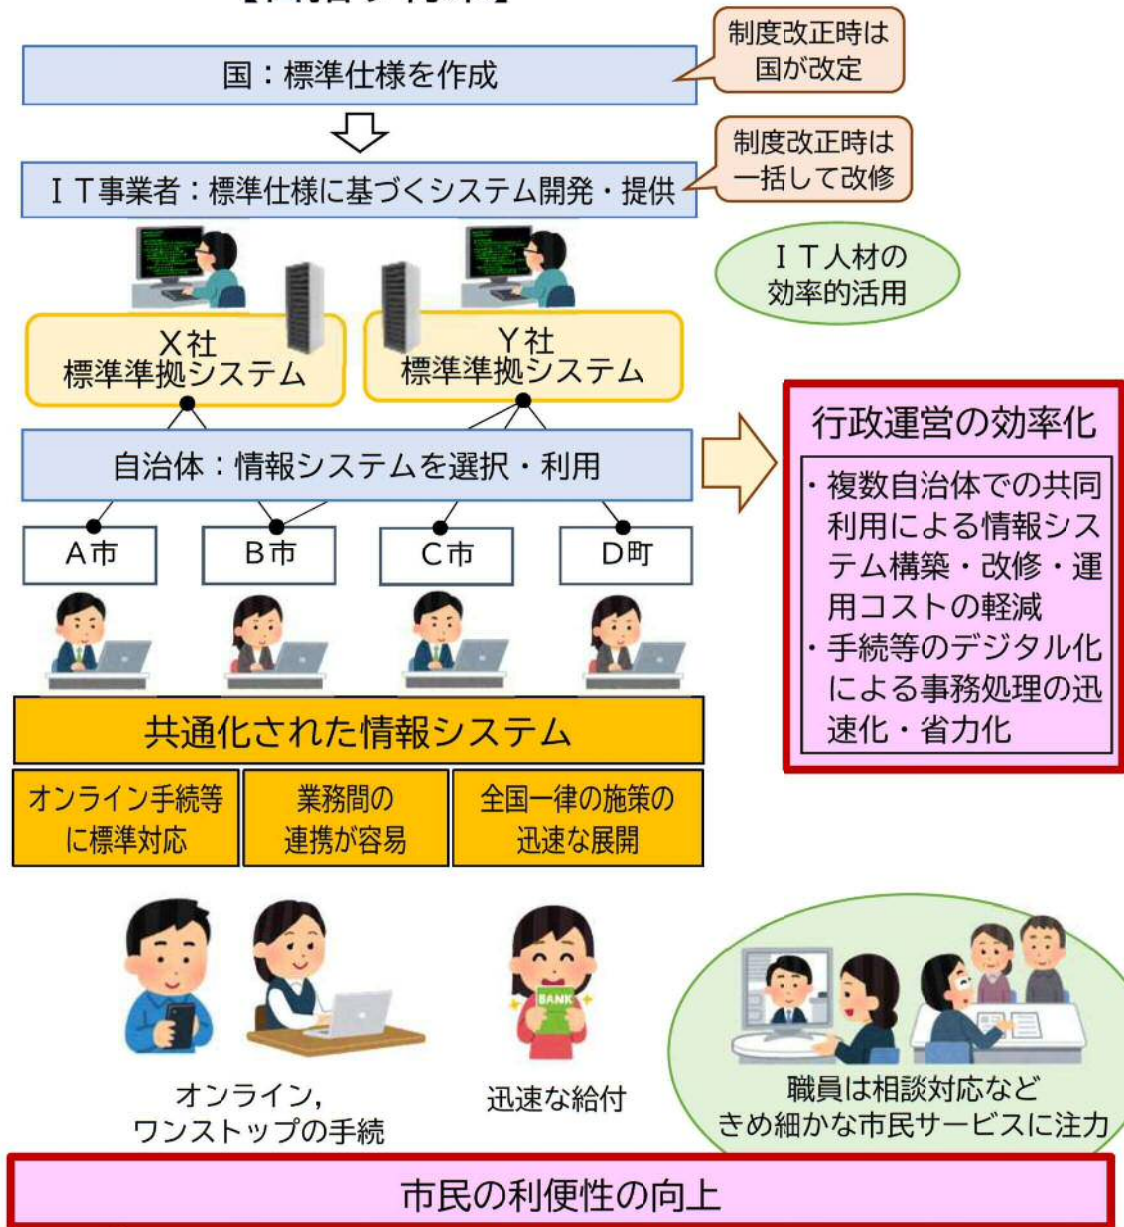 国：標準仕様を作成
制度改正時は
国が改定
ＩＴ事業者：標準仕様に基づくシステム開発・提供
制度改正時は
一括して改修
ＩＴ人材の
効率的活用
Ｘ社
標準準拠システム
Ｙ社
標準準拠システム
自治体：情報システムを選択・利用
Ａ市
Ｂ市
Ｃ市
Ｄ町
行政運営の効率化
・複数自治体での共同
利用による情報シス
テム構築・改修・運
用コストの軽減
・手続等のデジタル化
による事務処理の迅
速化・省力化
共通化された情報システム
オンライン手続等
に標準対応
業務間の
連携が容易
全国一律の施策の
迅速な展開
BANK
オンライン，
ワンストップの手続
迅速な給付
職員は相談対応など
きめ細かな市民サービスに注力
市民の利便性の向上